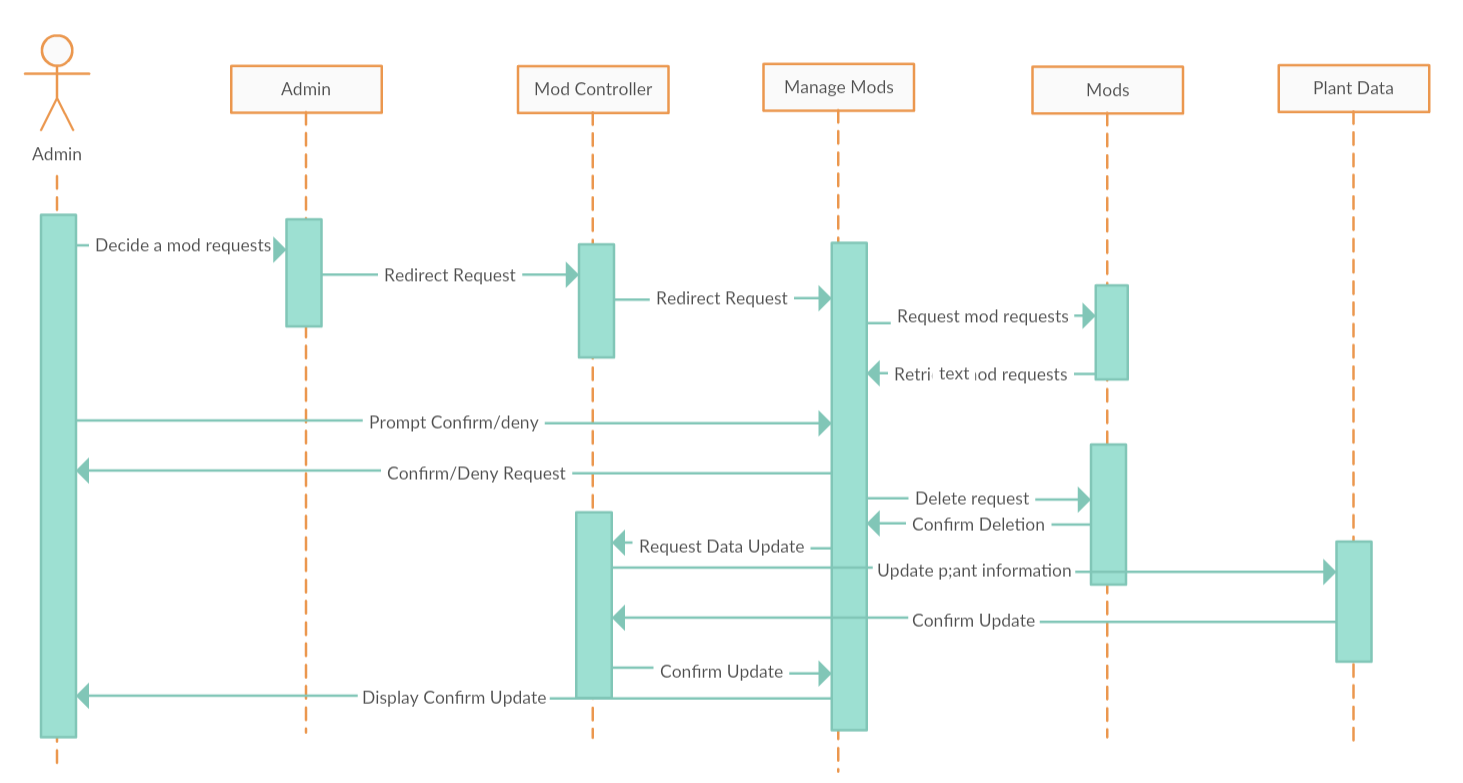 Admin
Mod Controller
Manage Mods
Mods
Plant Data
Admin
Decide a mod requests
Redirect Request
Redirect Request
Request mod requests
Retri text od requests
Prompt Confirm/deny
Confirm/Deny Request
Delete request
Confirm Deletion
Request Data Update
Update p;ant information
Confirm Update
Confirm Update
Display Confirm Update